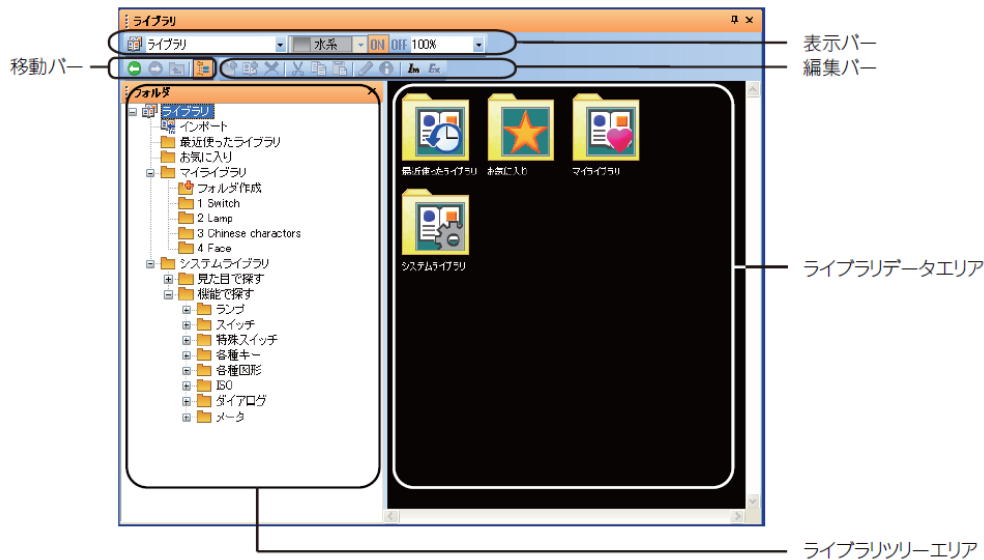 ライブラリ
ライブラリ 水系 ON OFF 100%
表示バー
移動バー
編集バー
Im Ex
フォルダ
ライブラリ
インポート
最近使ったライブラリ
お気に入り
マイライブラリ
フォルダ作成
1 Switch
2 Lamp
3 Chinese charactors
4 Face
システムライブラリ
見た目で探す
機能で探す
ランプ
スイッチ
特殊スイッチ
各種キー
各種図形
ISO
ダイアログ
メータ
最近使ったライブラリ お気に入り マイライブラリ
システムライブラリ
ライブラリデータエリア
ライブラリツリーエリア